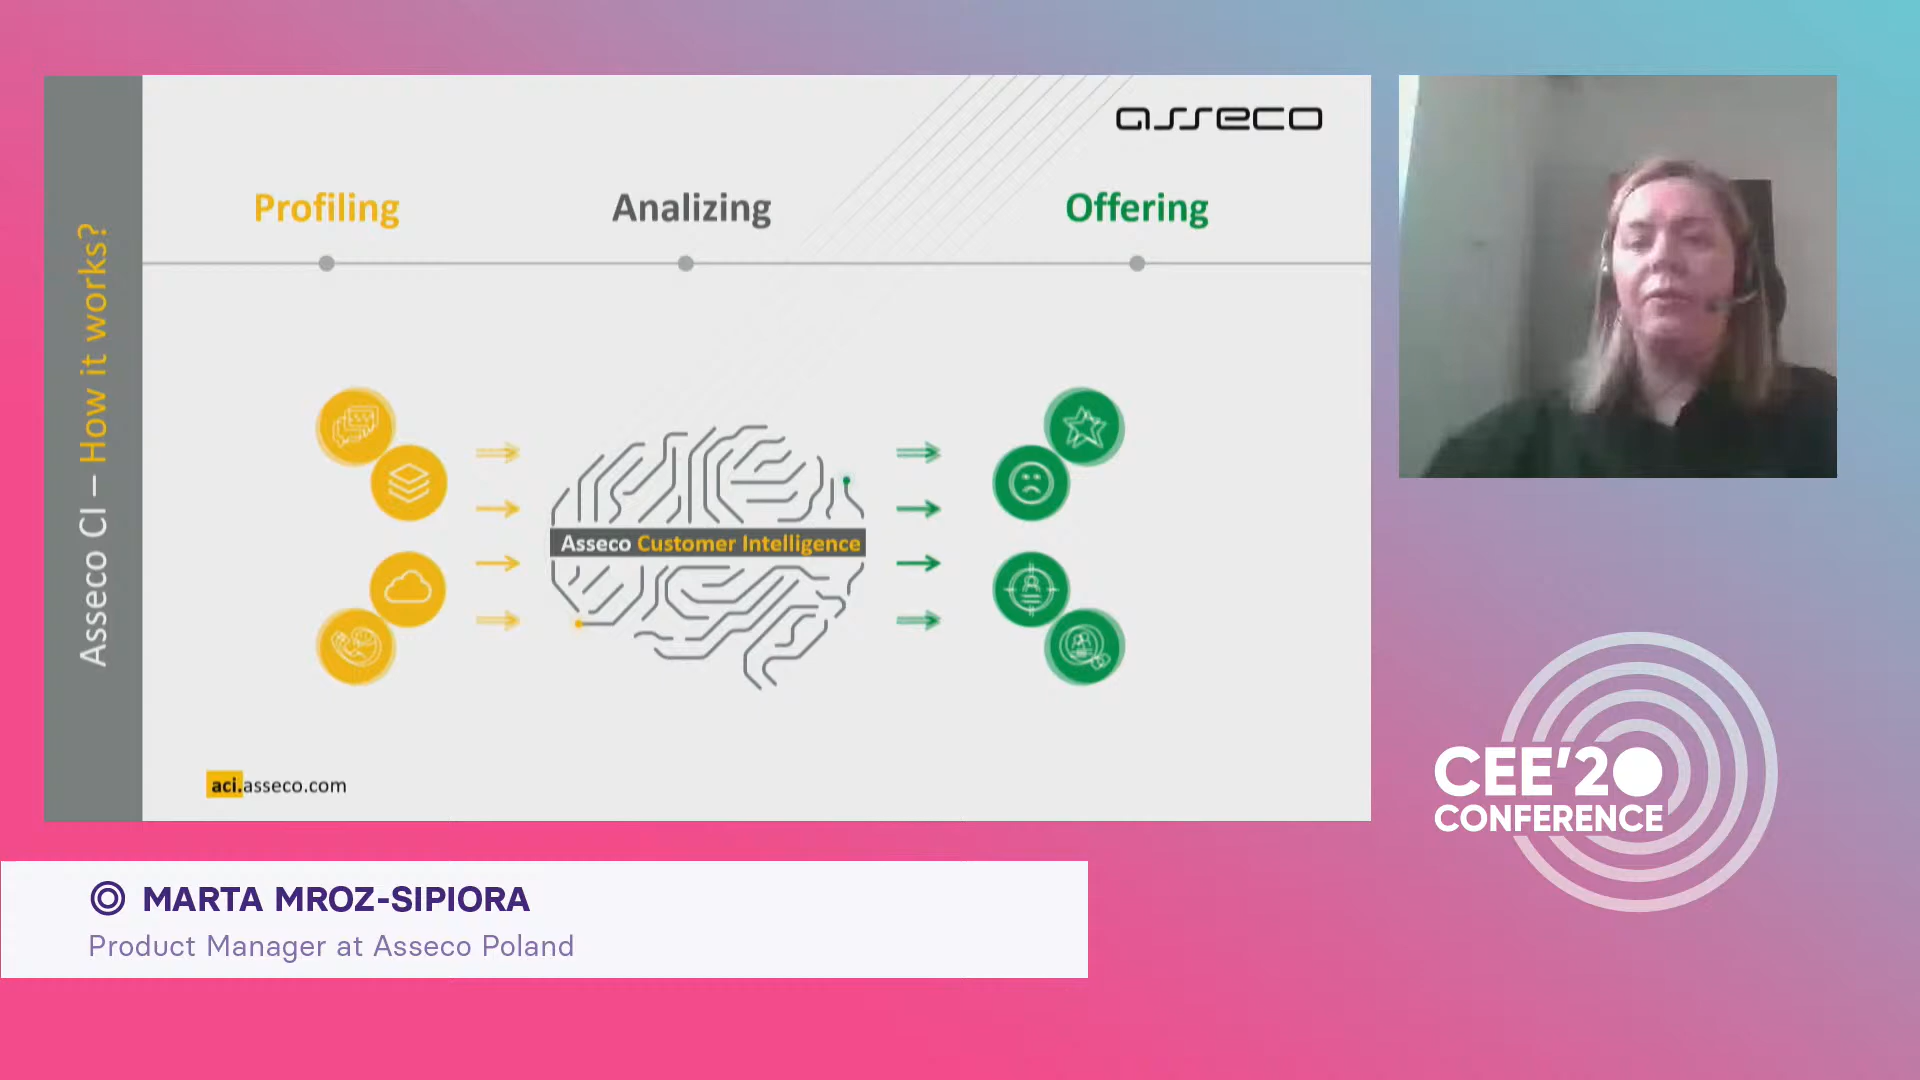 asseco
Asseco CI – How it works?
Profiling
Analizing
Offering
Asseco Customer Intelligence
aci.asseco.com
CEE'20
CONFERENCE
MARTA MROZ-SIPIORA
Product Manager at Asseco Poland